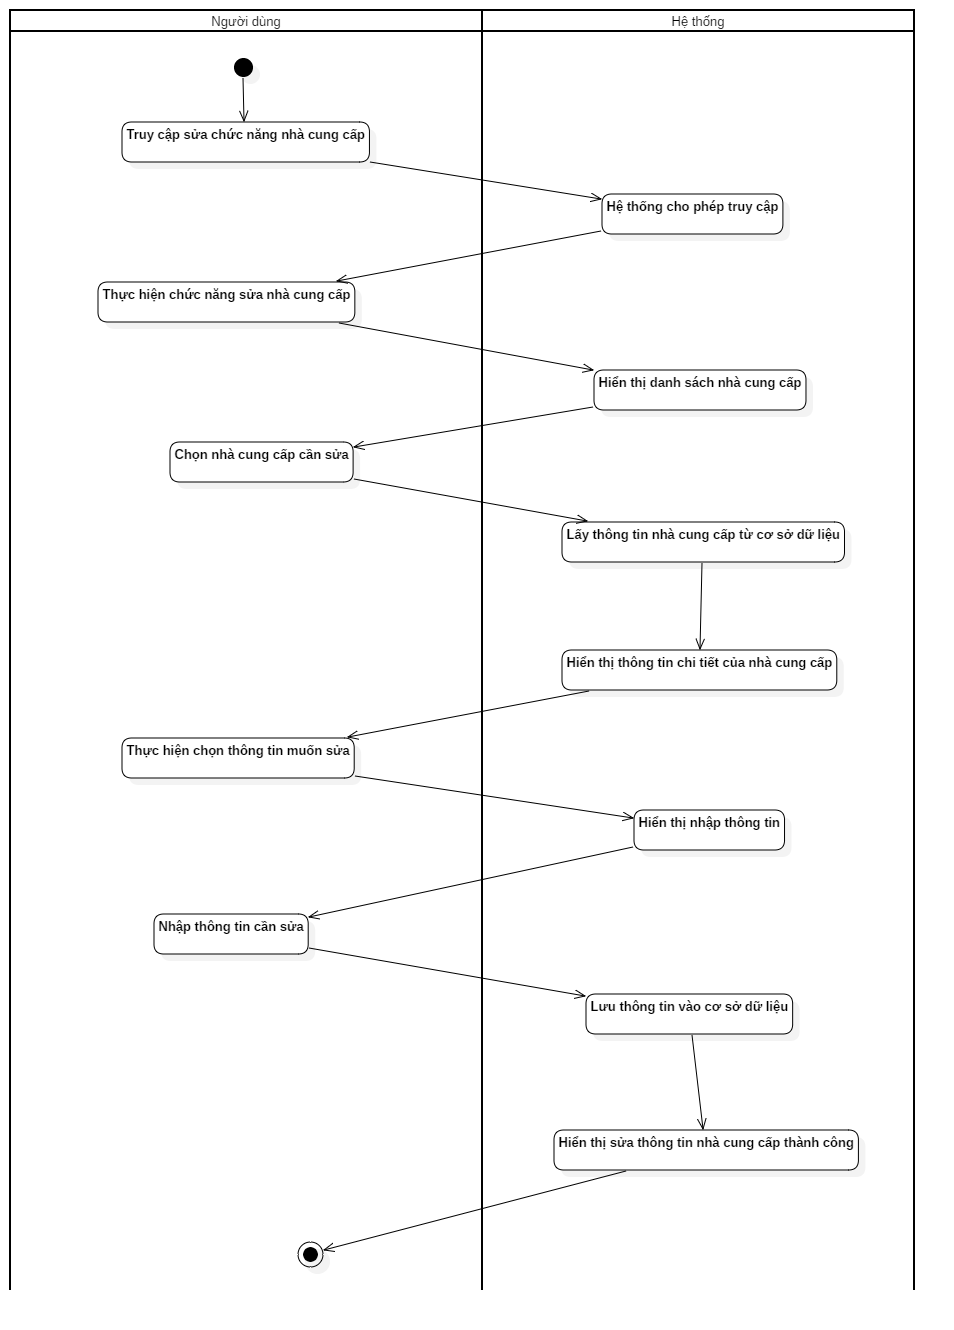 Người dùng
Hệ thống
Truy cập sửa chức năng nhà cung cấp
Hệ thống cho phép truy cập
Thực hiện chức năng sửa nhà cung cấp
Hiển thị danh sách nhà cung cấp
Chọn nhà cung cấp cần sửa
Lấy thông tin nhà cung cấp từ cơ sở dữ liệu
Hiển thị thông tin chi tiết của nhà cung cấp
Thực hiện chọn thông tin muốn sửa
Hiển thị nhập thông tin
Nhập thông tin cần sửa
Lưu thông tin vào cơ sở dữ liệu
Hiển thị sửa thông tin nhà cung cấp thành công